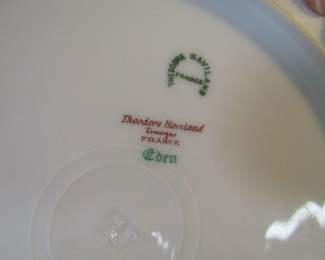 THEODORE HAVILAND
FRANCE
Theodore Haviland
Limoges
FRANCE
Eden